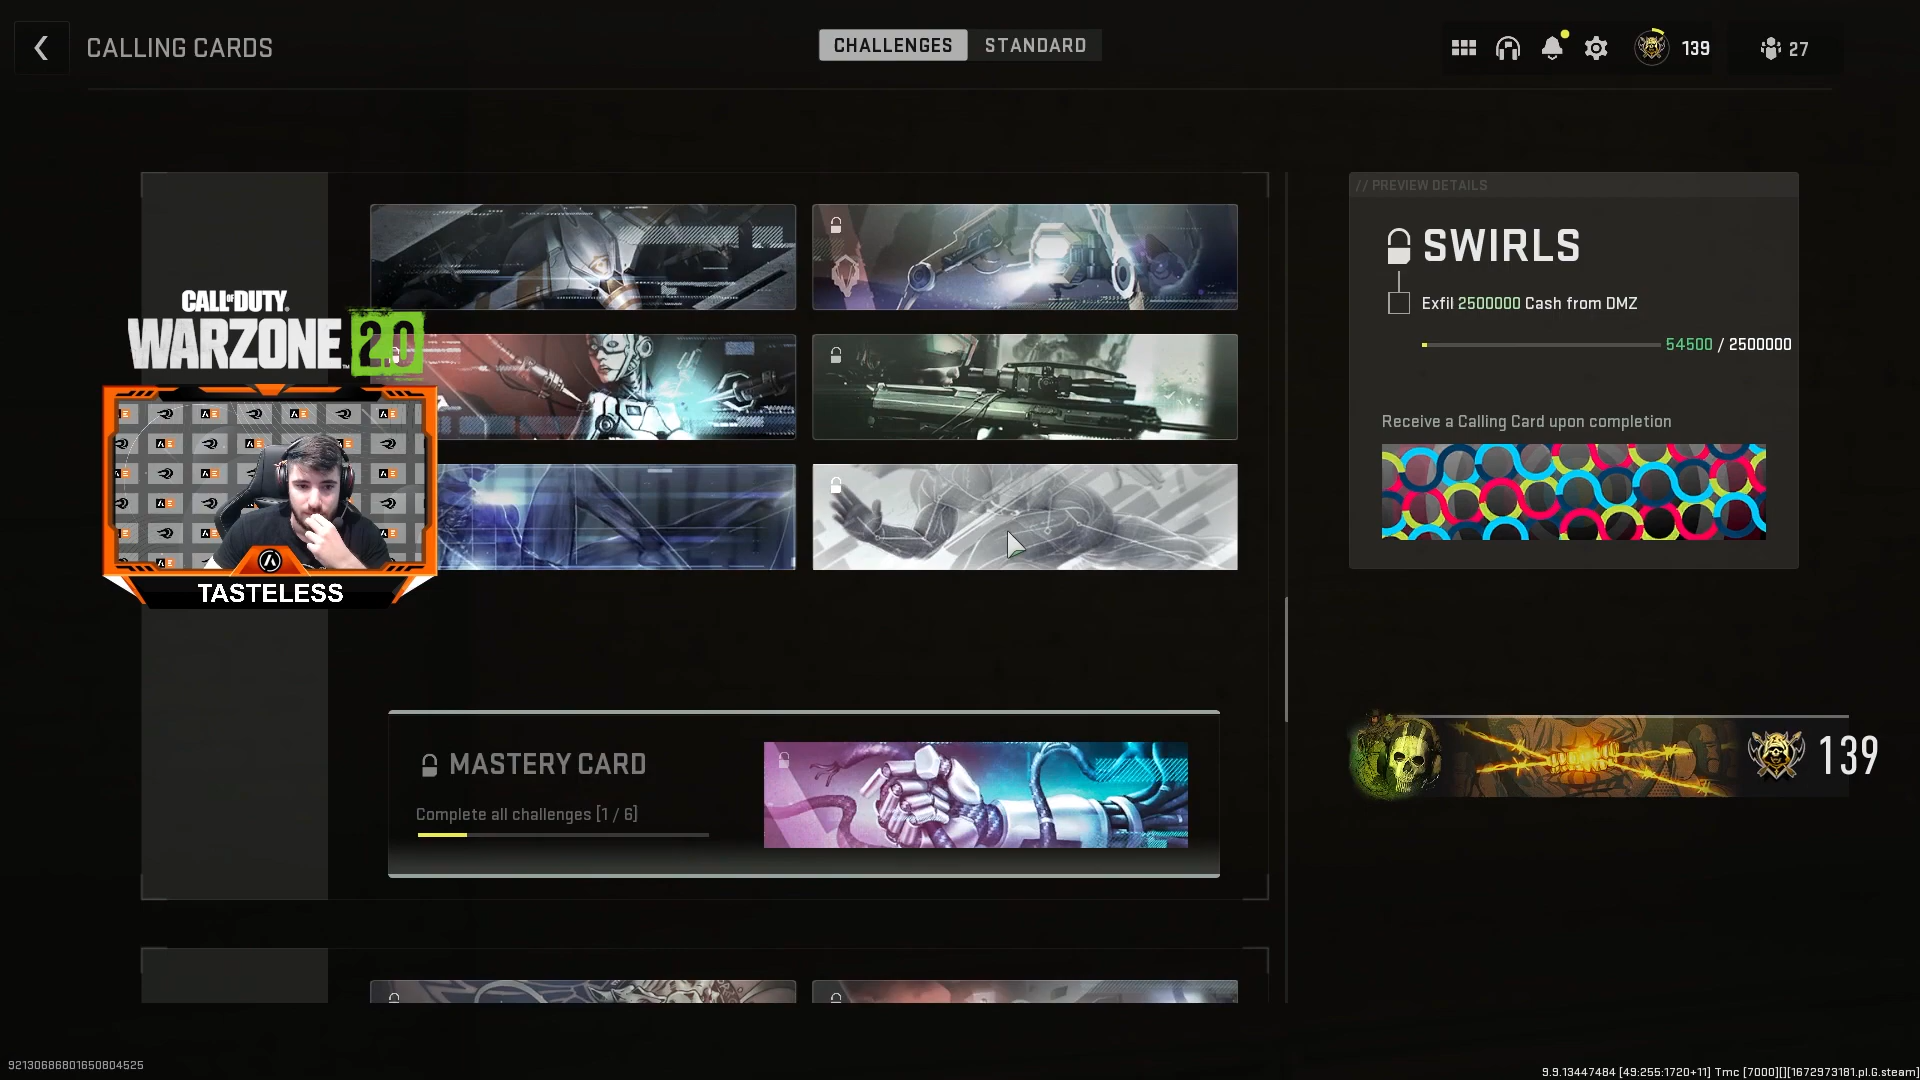 CALLING CARDS
CHALLENGES
STANDARD
139
27
// PREVIEW DETAILS
SWIRLS
Exfil 2500000 Cash from DMZ
54500 / 2500000
Receive a Calling Card upon completion
CALL OF DUTY
WARZONE 2.0
TASTELESS
MASTERY CARD
Complete all challenges [1 / 6]
139
92130686801650804525
9.9.13447484 [49:255:1720+11] Tmc [7000][][1672973181.pl.G.steam]